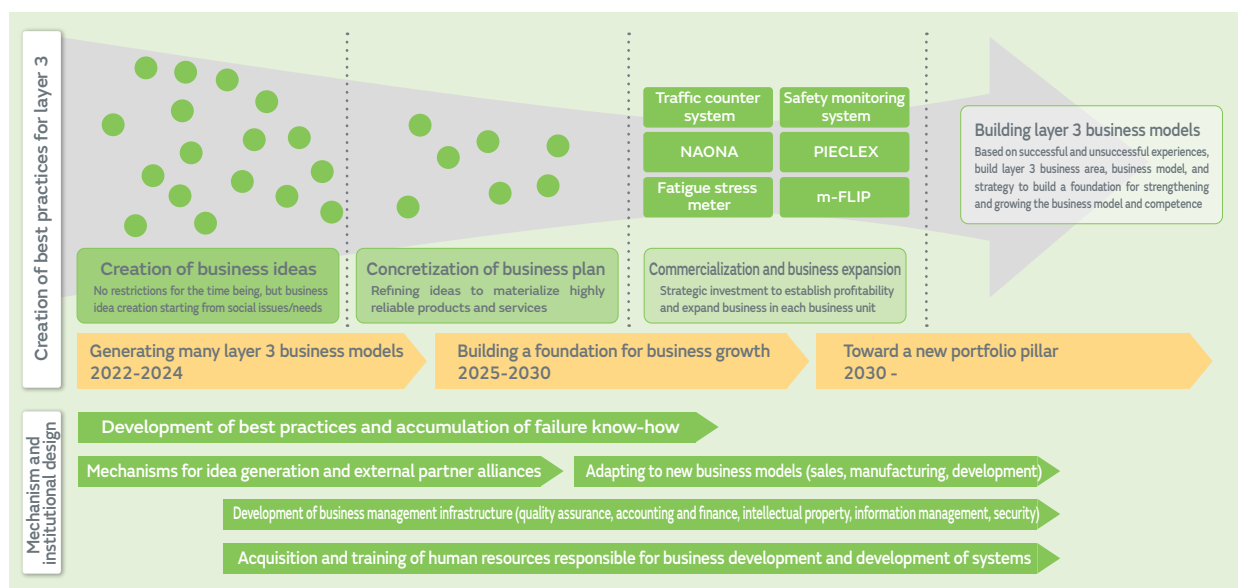 Creation of best practices for layer 3
Traffic counter
system
Safety monitoring
system
NAONA
PIECLEX
Fatigue stress
meter
m-FLIP
Building layer 3 business models
Based on successful and unsuccessful experiences,
build layer 3 business area, business model, and
strategy to build a foundation for strengthening
and growing the business model and competence
Creation of business ideas
No restrictions for the time being, but business
idea creation starting from social issues/needs
Concretization of business plan
Refining ideas to materialize highly
reliable products and services
Commercialization and business expansion
Strategic investment to establish profitability
and expand business in each business unit
Generating many layer 3 business models
2022-2024
Building a foundation for business growth
2025-2030
Toward a new portfolio pillar
2030 -
Mechanism and
institutional design
Development of best practices and accumulation of failure know-how
Mechanisms for idea generation and external partner alliances
Adapting to new business models (sales, manufacturing, development)
Development of business management infrastructure (quality assurance, accounting and finance, intellectual property, information management, security)
Acquisition and training of human resources responsible for business development and development of systems